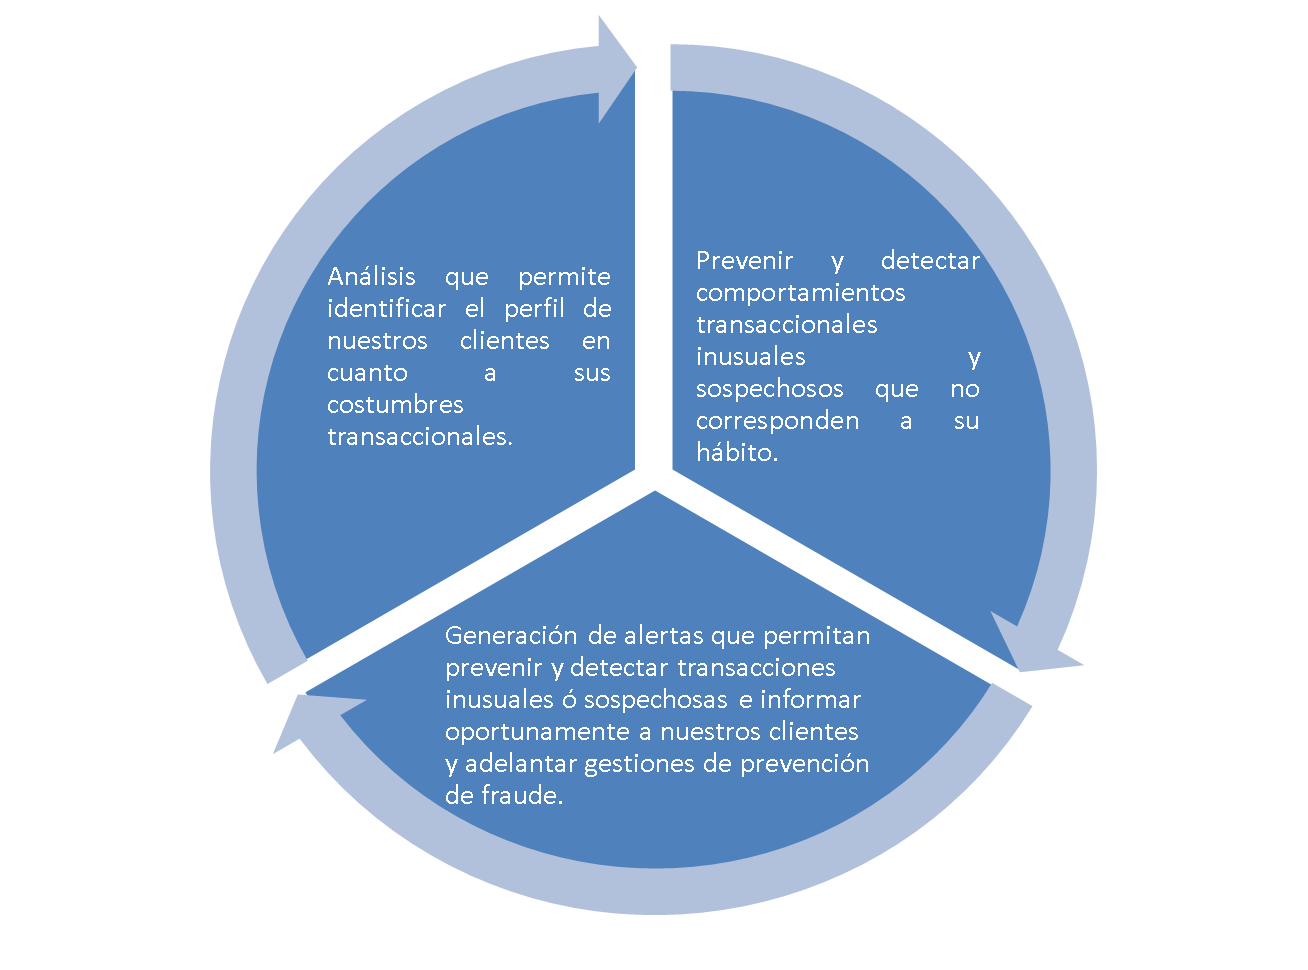 Análisis que permite
identificar el perfil de
nuestros clientes en
cuanto a sus
costumbres
transaccionales.
Prevenir y detectar
comportamientos
transaccionales
inusuales y
sospechosos que no
corresponden a su
hábito.
Generación de alertas que permitan
prevenir y detectar transacciones
inusuales ó sospechosas e informar
oportunamente a nuestros clientes
y adelantar gestiones de prevención
de fraude.